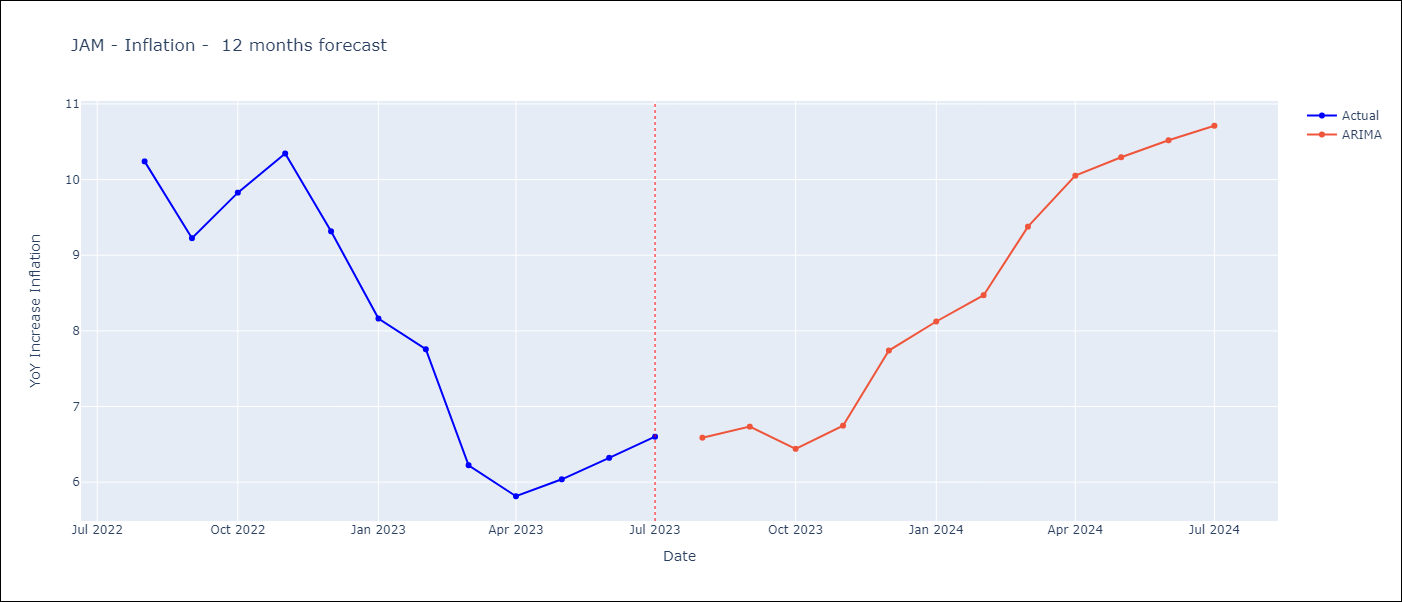 JAM - Inflation -  12 months forecast
Actual
ARIMA
YoY Increase Inflation
11
10
9
8
7
6
Jul 2022 Oct 2022 Jan 2023 Apr 2023 Jul 2023 Oct 2023 Jan 2024 Apr 2024 Jul 2024
Date